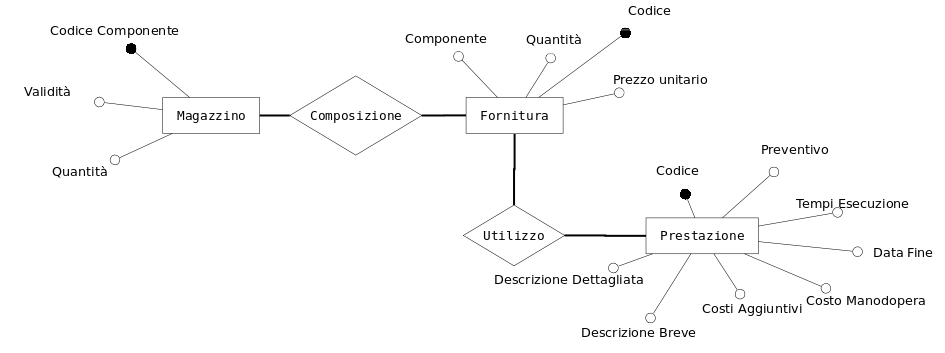 Codice
Codice Componente
Componente
Quantità
Validità
Prezzo unitario
Magazzino
Composizione
Fornitura
Quantità
Preventivo
Codice
Tempi Esecuzione
Utilizzo
Prestazione
Data Fine
Descrizione Dettagliata
Costo Manodopera
Costi Aggiuntivi
Descrizione Breve